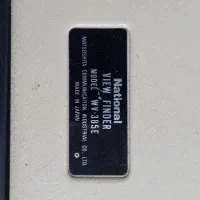 National
VIEW FINDER
MODEL WV-385E
MATSUSHITA COMMUNICATION INDUSTRIAL CO. LTD.
MADE IN JAPAN